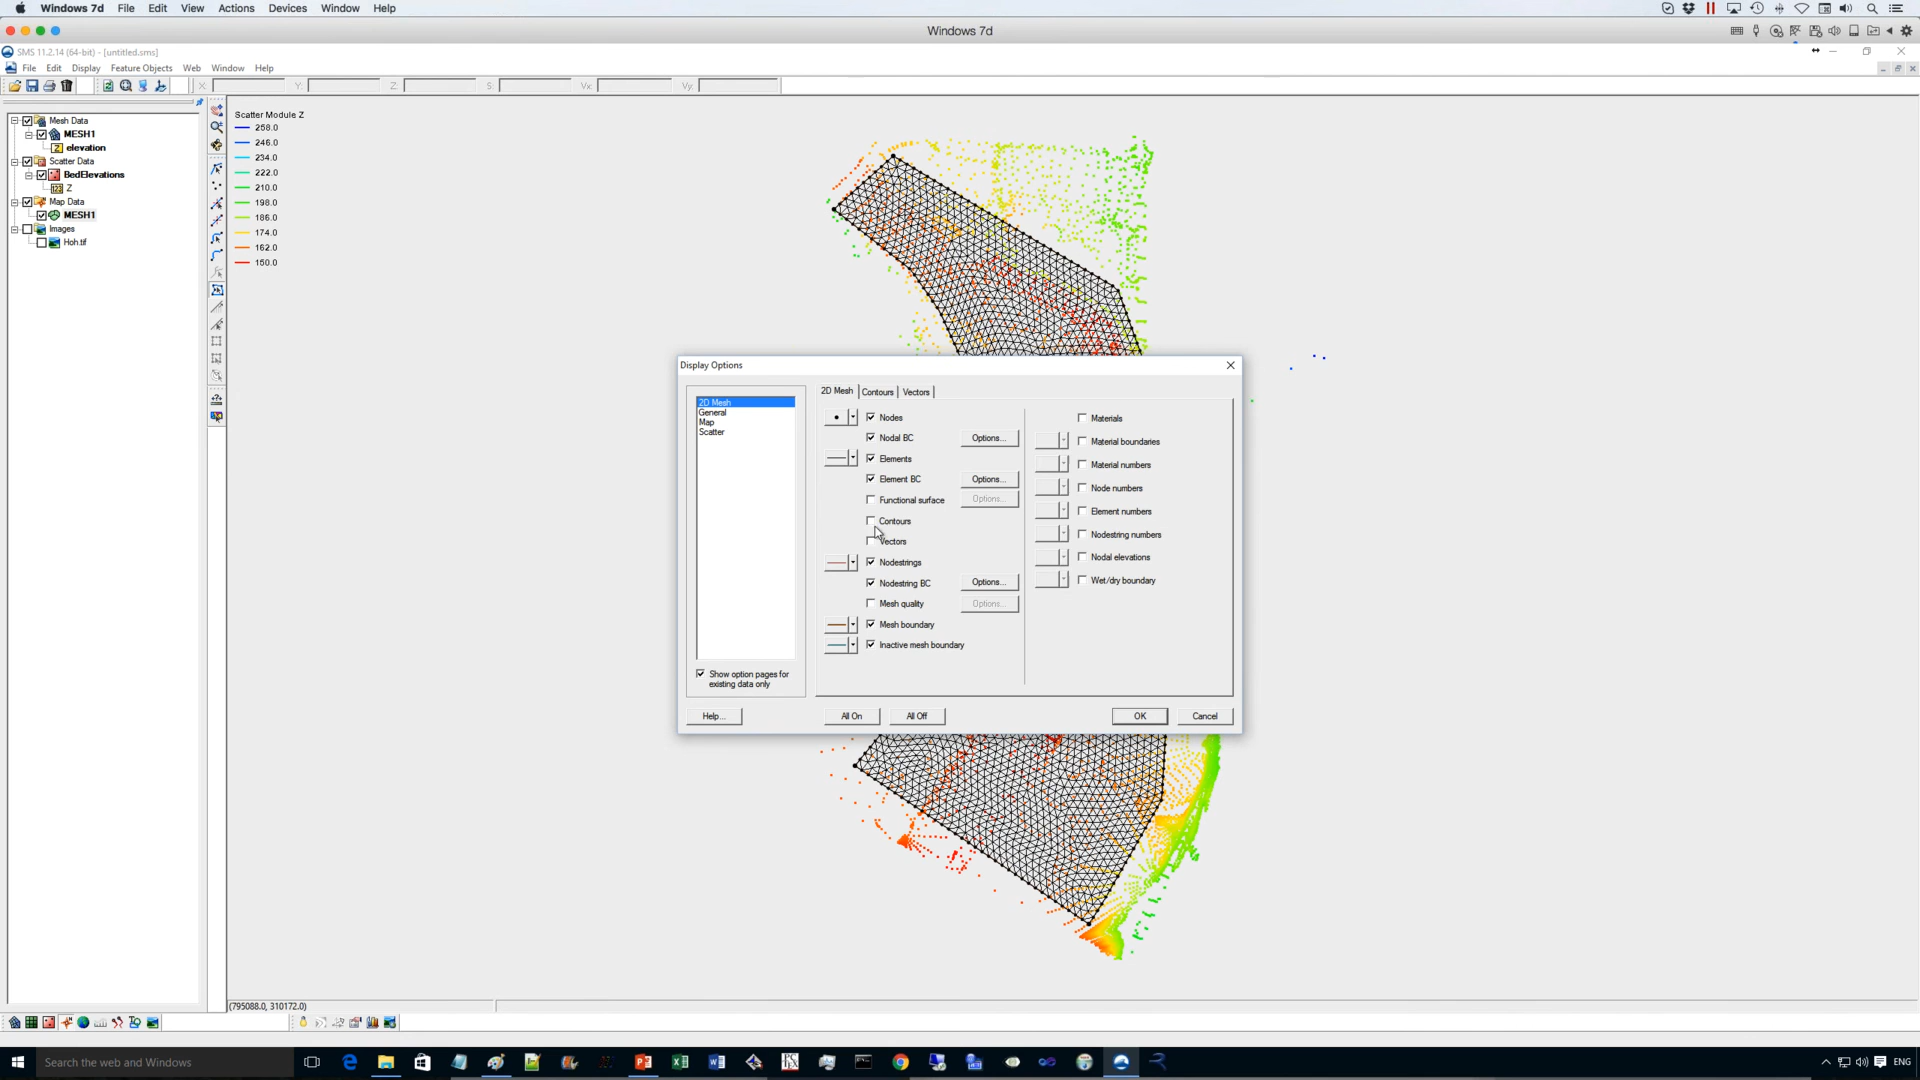 Windows 7d File Edit View Actions Devices Window Help
Windows 7d
SMS 11.2.14 (64-bit) - [untitled.sms]
File Edit Display Feature Objects Web Window Help
X: Y: Z: S: Vx: Vy:
Mesh Data
MESH1
elevation
Scatter Data
BedElevations
Z
Map Data
MESH1
Images
Hoh.tif
Scatter Module Z
258.0
246.0
234.0
222.0
210.0
198.0
186.0
174.0
162.0
150.0
Display Options
2D Mesh
General
Map
Scatter
Show option pages for
existing data only
2D Mesh Contours Vectors
Nodes
Nodal BC Options...
Elements
Element BC Options...
Functional surface Options...
Contours
Vectors
Nodestrings
Nodestring BC Options...
Mesh quality Options...
Mesh boundary
Inactive mesh boundary
Materials
Material boundaries
Material numbers
Node numbers
Element numbers
Nodestring numbers
Nodal elevations
Wet/dry boundary
Help... All On All Off OK Cancel
(795088.0, 310172.0)
Search the web and Windows
ENG